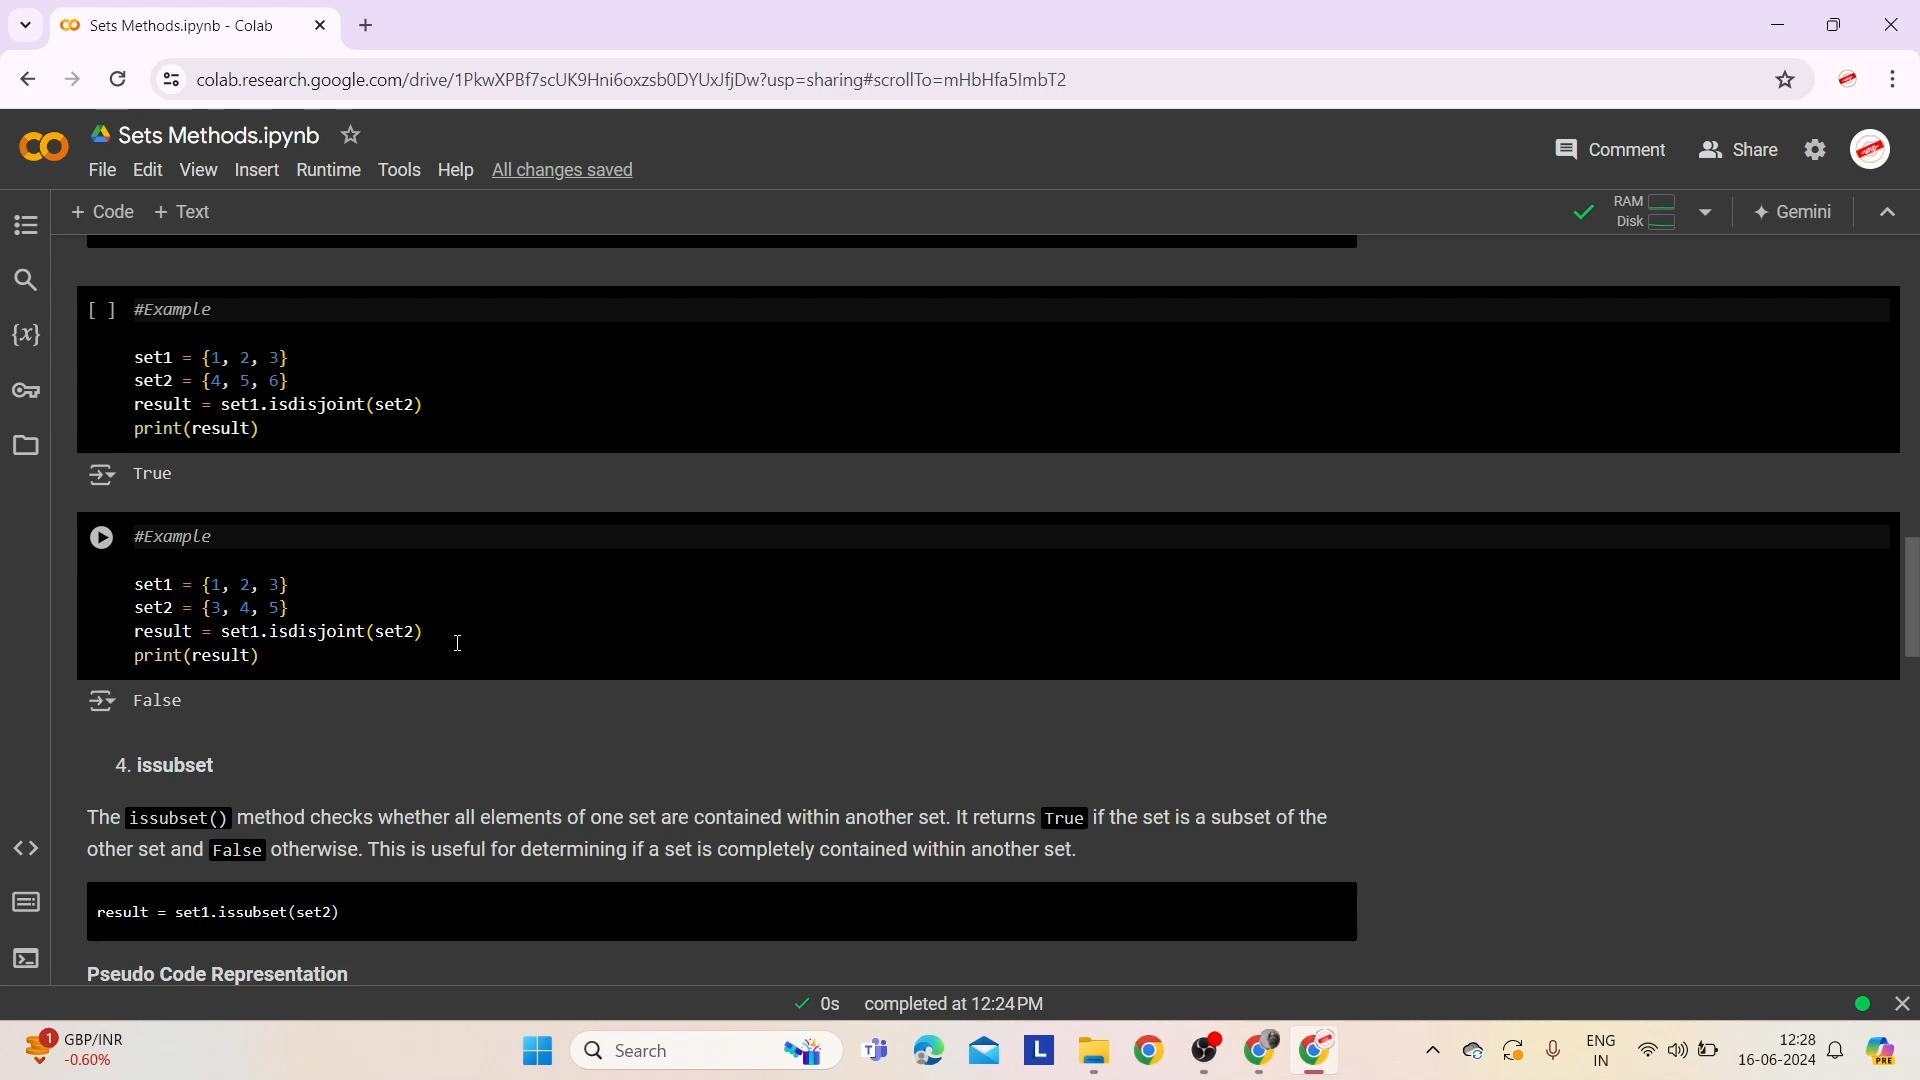 Sets Methods.ipynb - Colab
colab.research.google.com/drive/1PkwXPBf7scUK9Hni6oxzsb0DYUxJfjDw?usp=sharing#scrollTo=mHbHfa5lmbT2
Sets Methods.ipynb
Comment
Share
File Edit View Insert Runtime Tools Help All changes saved
+ Code + Text
RAM
Disk
Gemini
[ ] #Example
set1 = {1, 2, 3}
set2 = {4, 5, 6}
result = set1.isdisjoint(set2)
print(result)
True
#Example
set1 = {1, 2, 3}
set2 = {3, 4, 5}
result = set1.isdisjoint(set2)
print(result)
False
4. issubset
The issubset() method checks whether all elements of one set are contained within another set. It returns True if the set is a subset of the
other set and False otherwise. This is useful for determining if a set is completely contained within another set.
result = set1.issubset(set2)
Pseudo Code Representation
0s completed at 12:24 PM
1
GBP/INR
-0.60%
Search
L
ENG
IN
12:28
16-06-2024
PRE